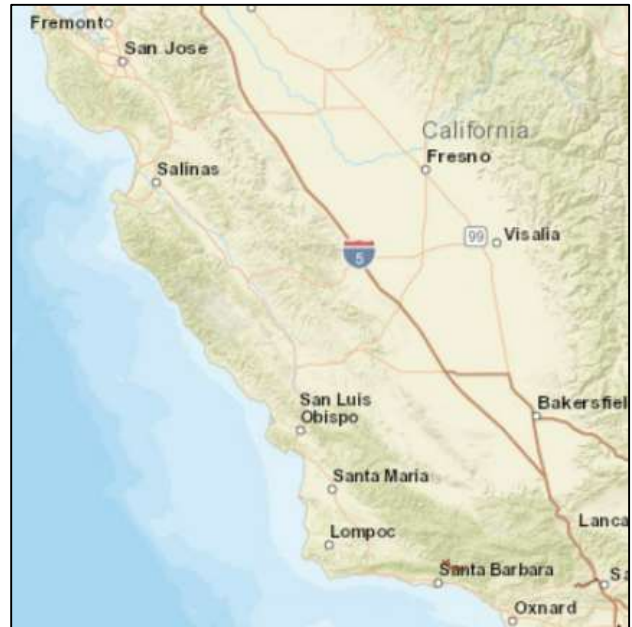 Fremont
San Jose
California
Fresno
Salinas
99
Visalia
5
San Luis
Obispo
Bakersfiel
Santa Maria
Lanca
Lompoc
Santa Barbara
Sa
Oxnard